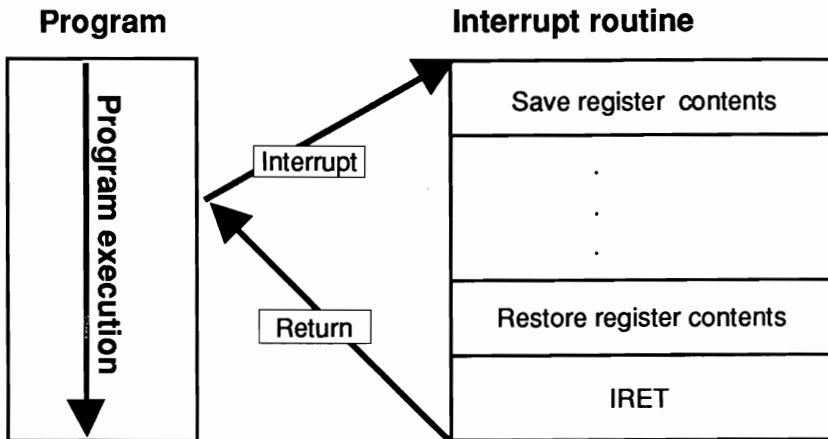 Program
Interrupt routine
Program execution
Interrupt
Return
Save register contents
.
.
.
Restore register contents
IRET